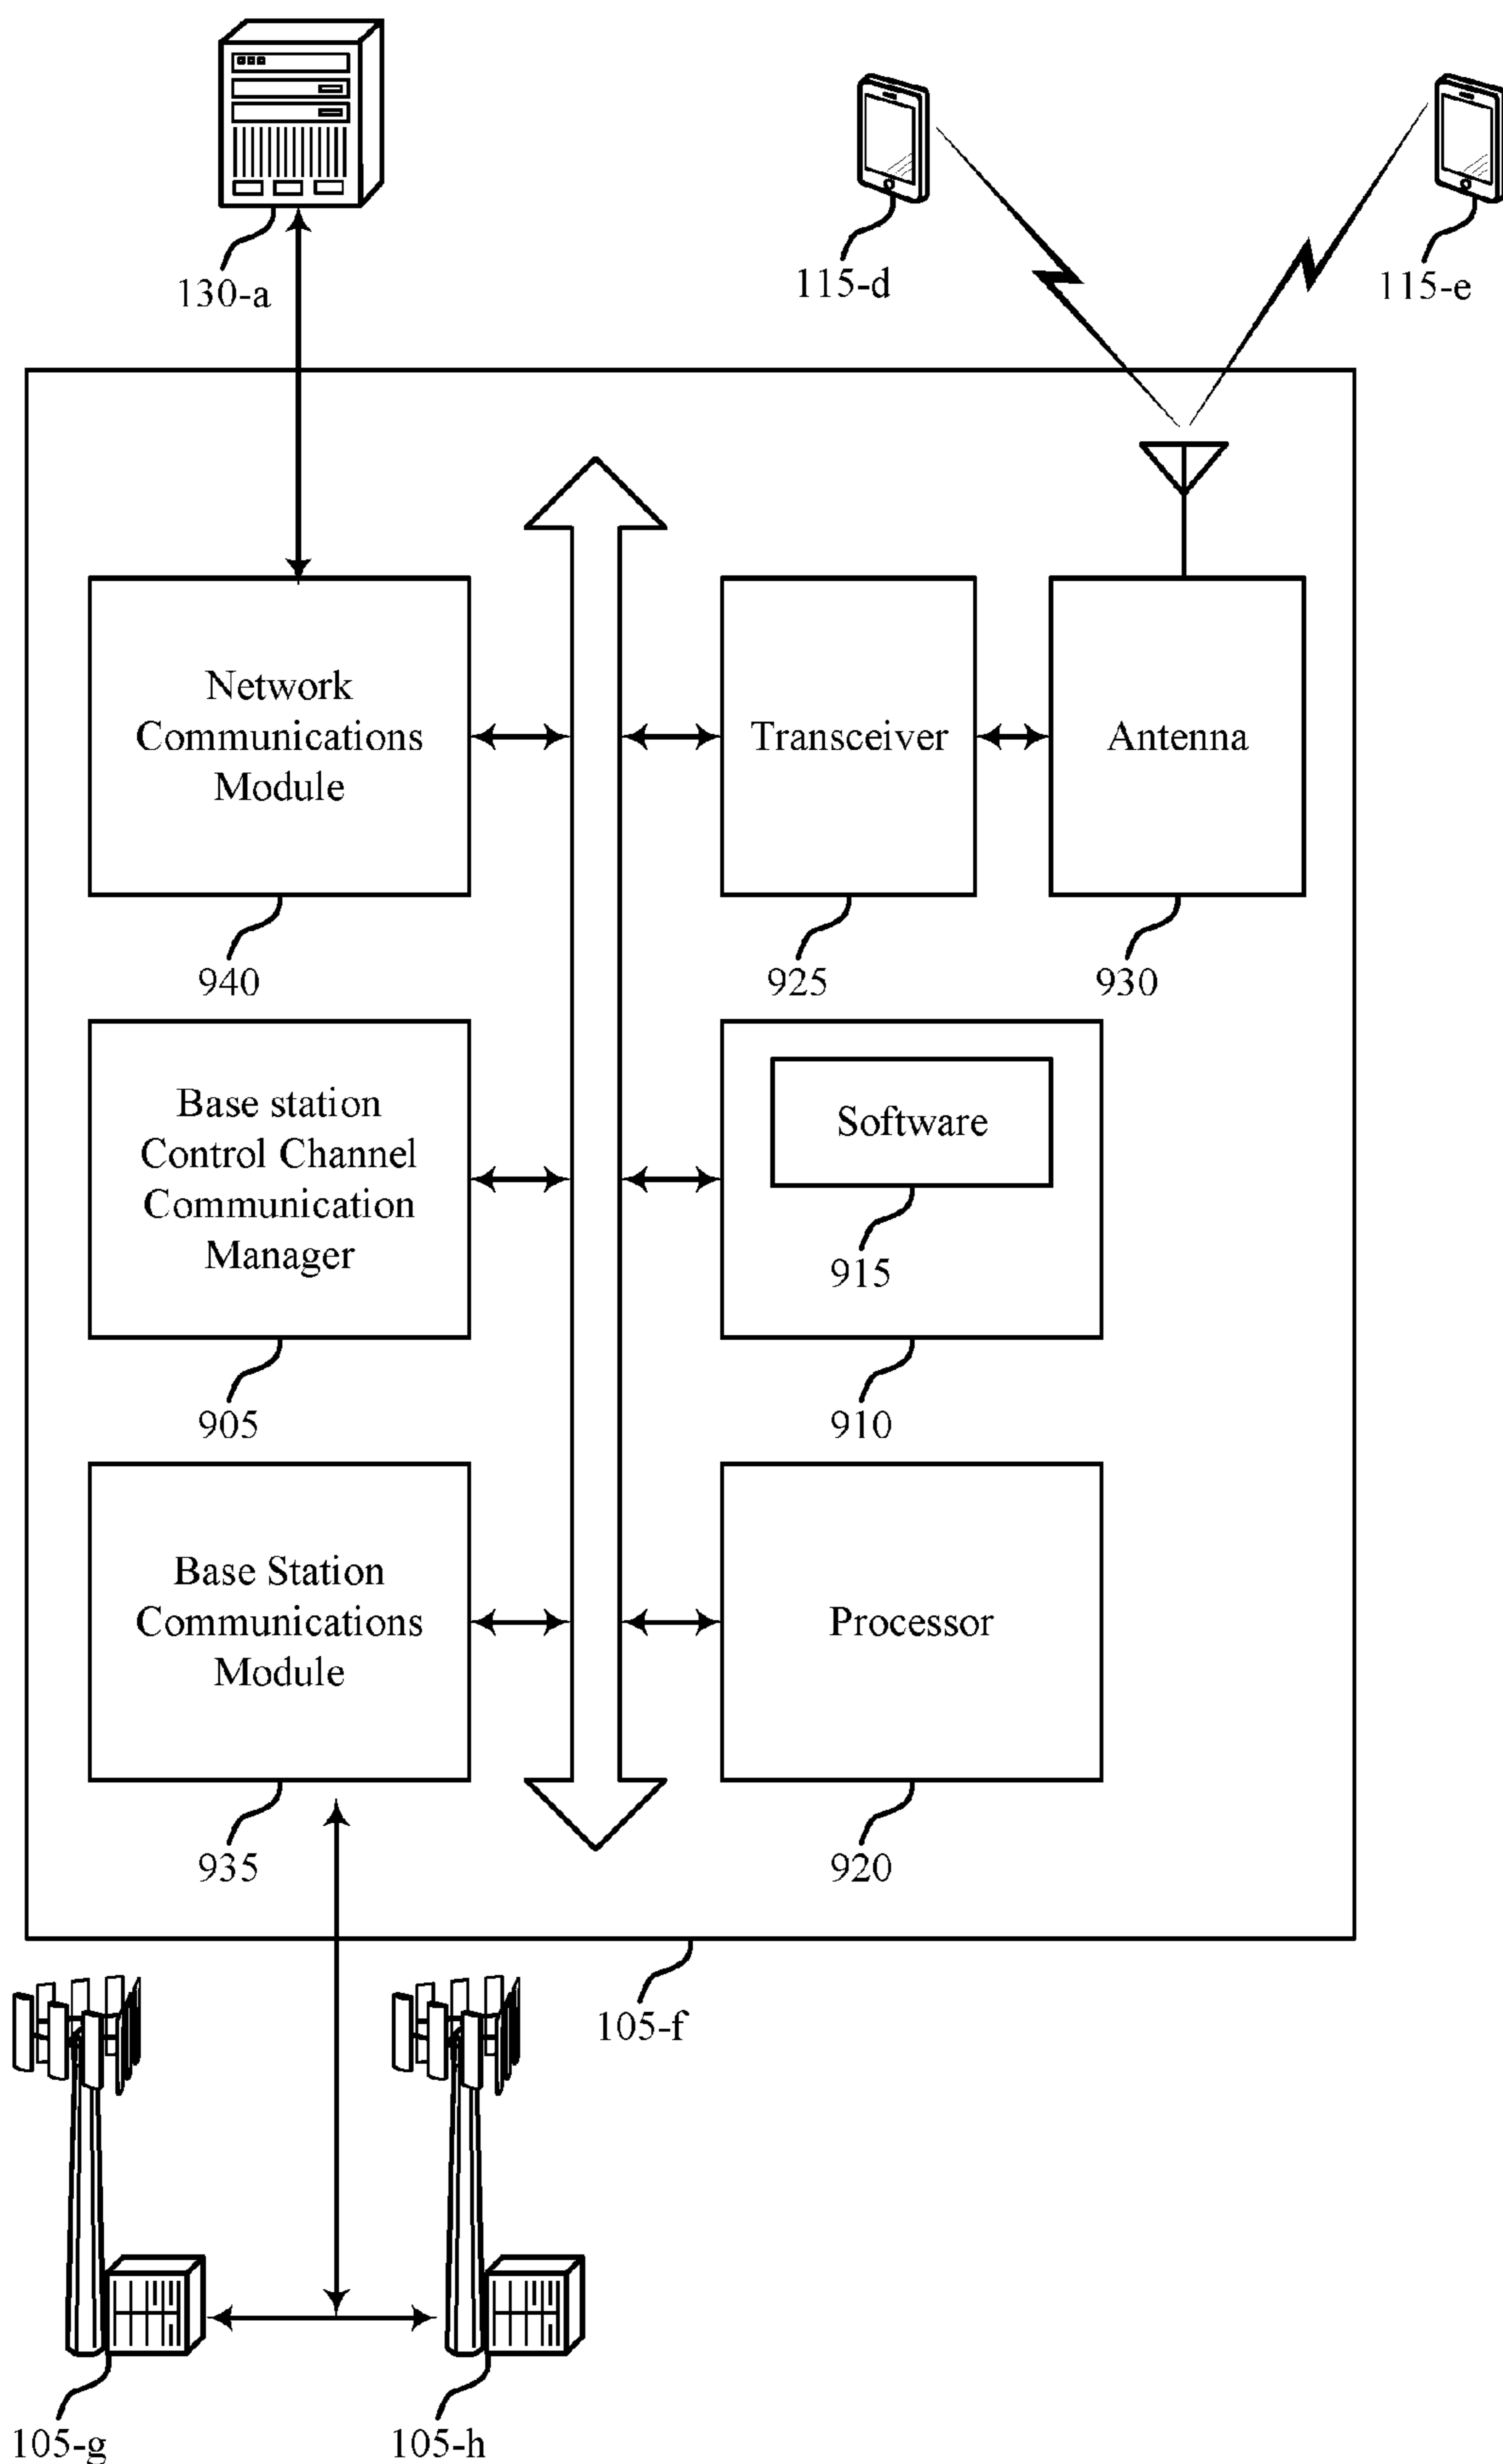 130-a
115-d
115-e
Network
Communications
Module
Transceiver
Antenna
940
925
930
Base station
Control Channel
Communication
Manager
Software
915
905
910
Base Station
Communications
Module
Processor
935
920
105-f
105-g
105-h